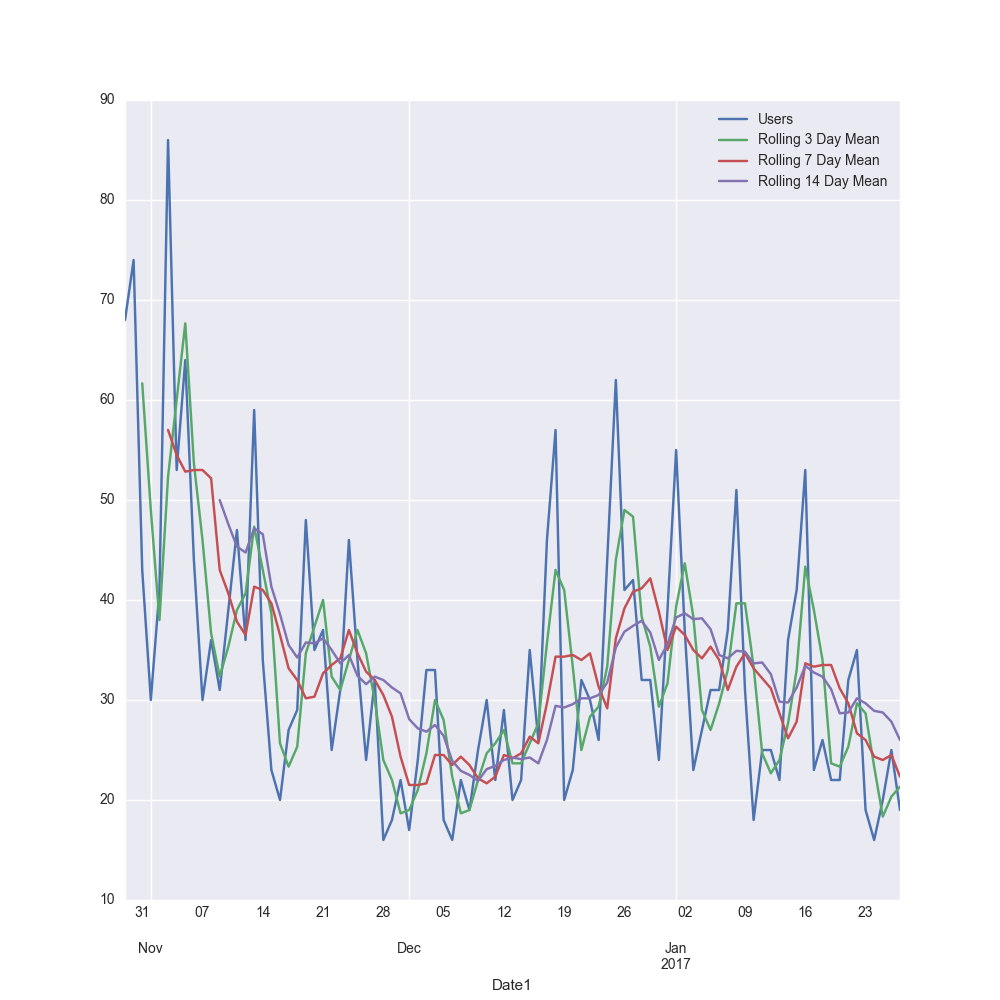 90
80
70
60
50
40
30
20
10
Users
Rolling 3 Day Mean
Rolling 7 Day Mean
Rolling 14 Day Mean
31 07 14 21 28 05 12 19 26 02 09 16 23
Nov Dec Jan
2017
Date1